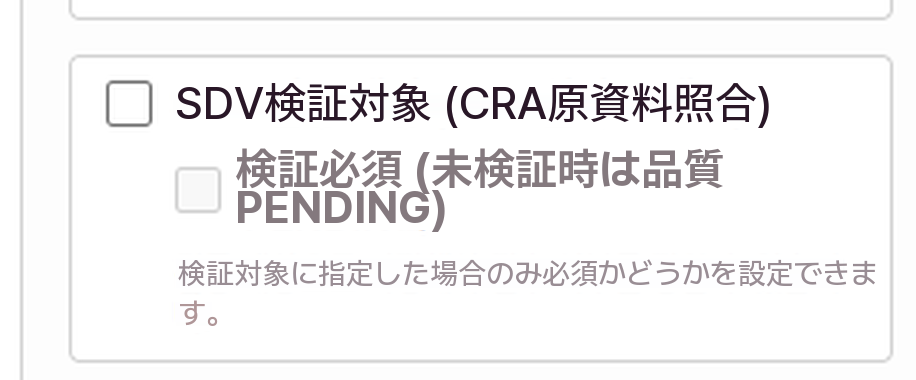 SDV検証対象 (CRA原資料照合)
検証必須 (未検証時は品質
PENDING)
検証対象に指定した場合のみ必須かどうかを設定できま
す。